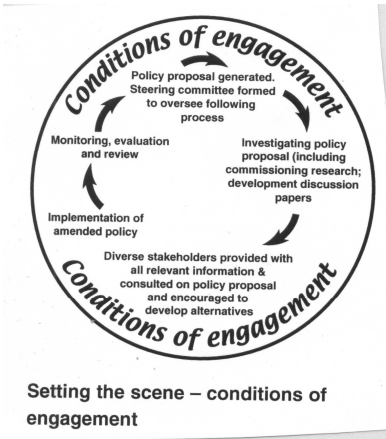 Conditions of engagement
Policy proposal generated.
Steering committee formed
to oversee following
process
Investigating policy
proposal (including
commissioning research;
development discussion
papers
Diverse stakeholders provided with
all relevant information &
consulted on policy proposal
and encouraged to
develop alternatives
Implementation of
amended policy
Monitoring, evaluation
and review
Conditions of engagement
Setting the scene – conditions of
engagement